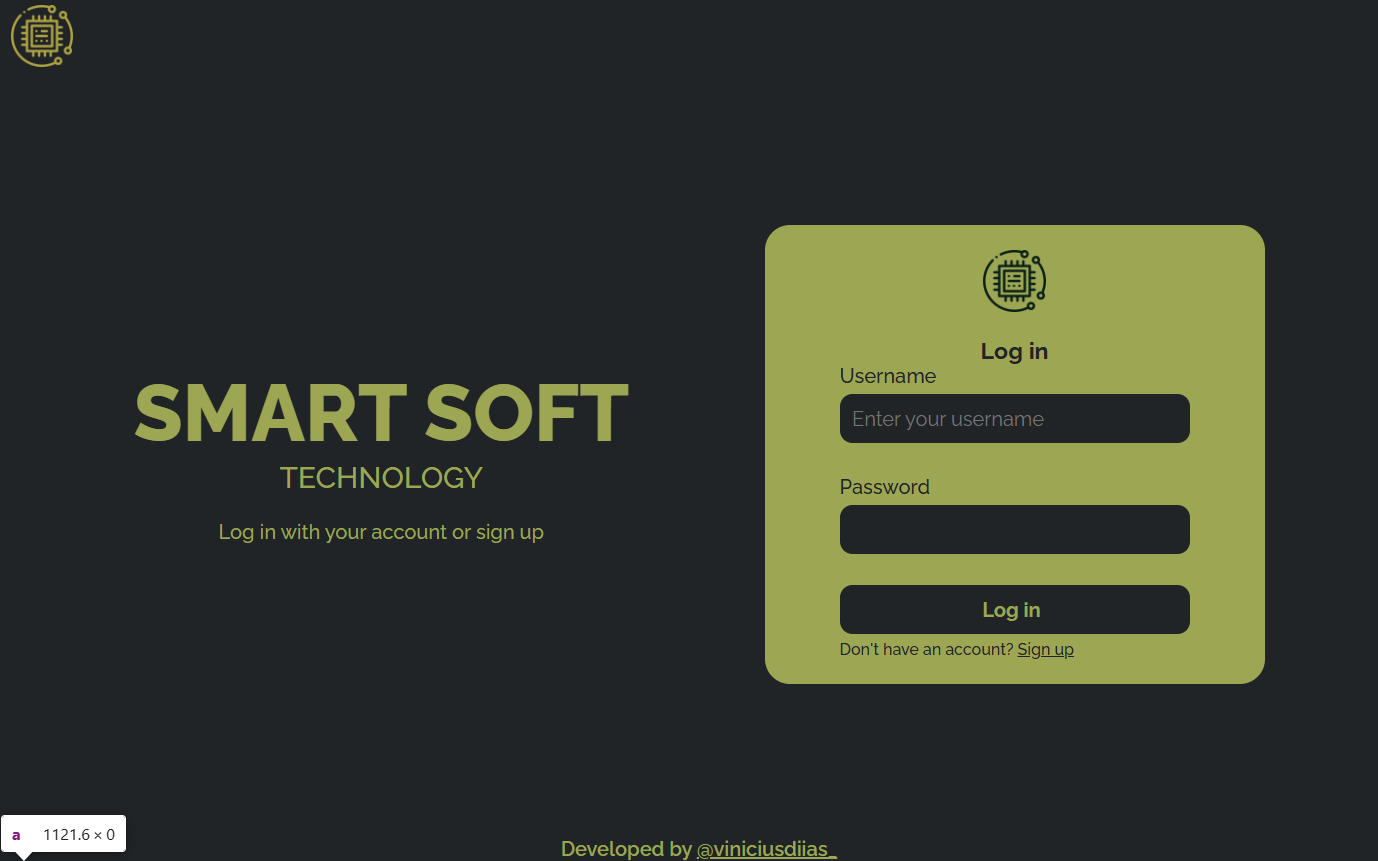 SMART SOFT
TECHNOLOGY
Log in with your account or sign up
Log in
Username
Enter your username
Password
Log in
Don't have an account? Sign up
Developed by @viniciusdiias_
a 1121.6 × 0